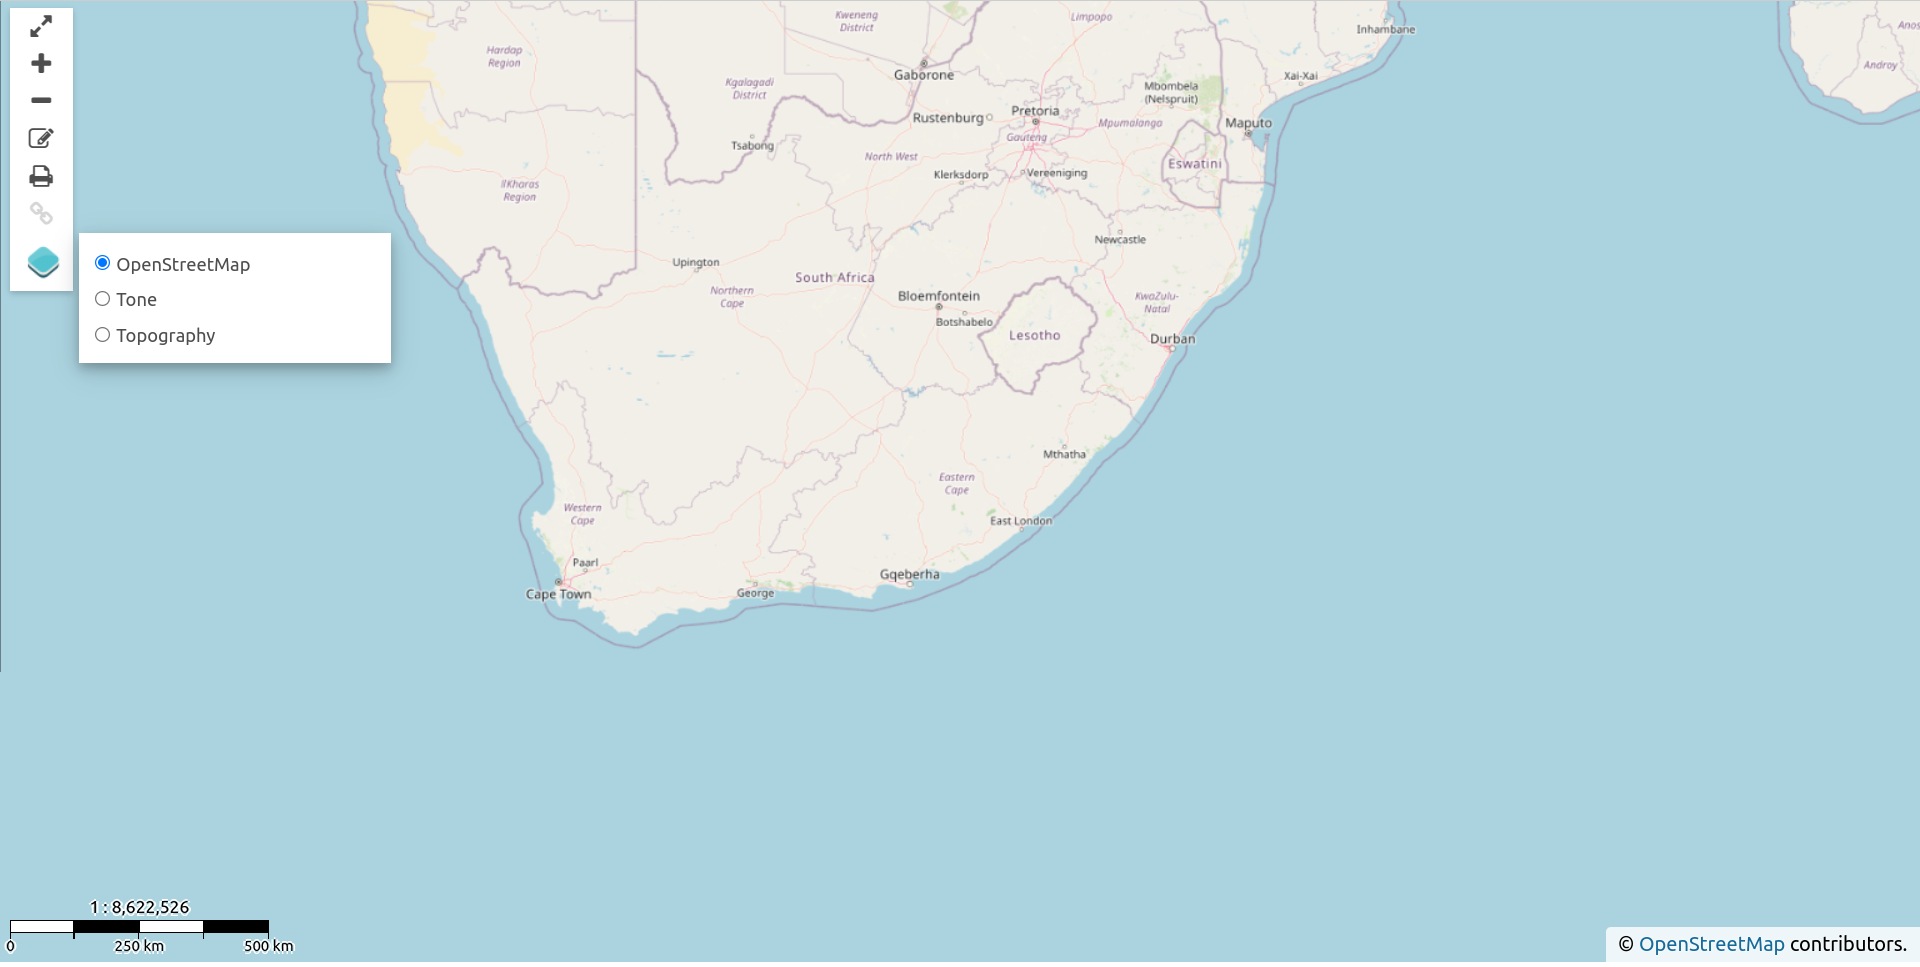 Kweneng
District
Limpopo
Inhambane
Anos
Hardap
Region
Gaborone
Kgalagadi
District
Xai-Xai
Androy
Mbombela
(Nelspruit)
Pretoria
Rustenburg
Mpumalanga
Maputo
Gauteng
Tsabong
North West
Eswatini
Klerksdorp
Vereeniging
ǁKharas
Region
Newcastle
OpenStreetMap
Tone
Topography
Upington
South Africa
Northern
Cape
Bloemfontein
KwaZulu-
Natal
Botshabelo
Lesotho
Durban
Mthatha
Eastern
Cape
Western
Cape
East London
Paarl
Gqeberha
Cape Town
George
1 : 8,622,526
0 250 km 500 km
© OpenStreetMap contributors.